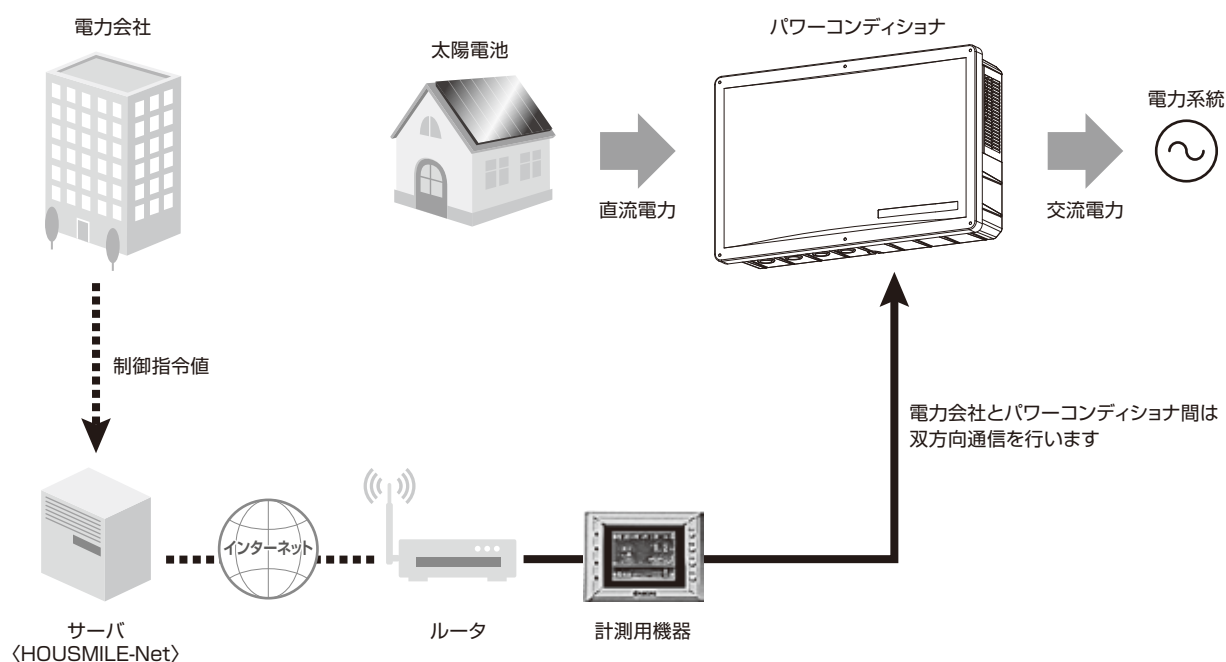 電力会社
太陽電池
パワーコンディショナ
電力系統
直流電力
交流電力
制御指令値
電力会社とパワーコンディショナ間は
双方向通信を行います
インターネット
サーバ
〈HOUSMILE-Net〉
ルータ
計測用機器